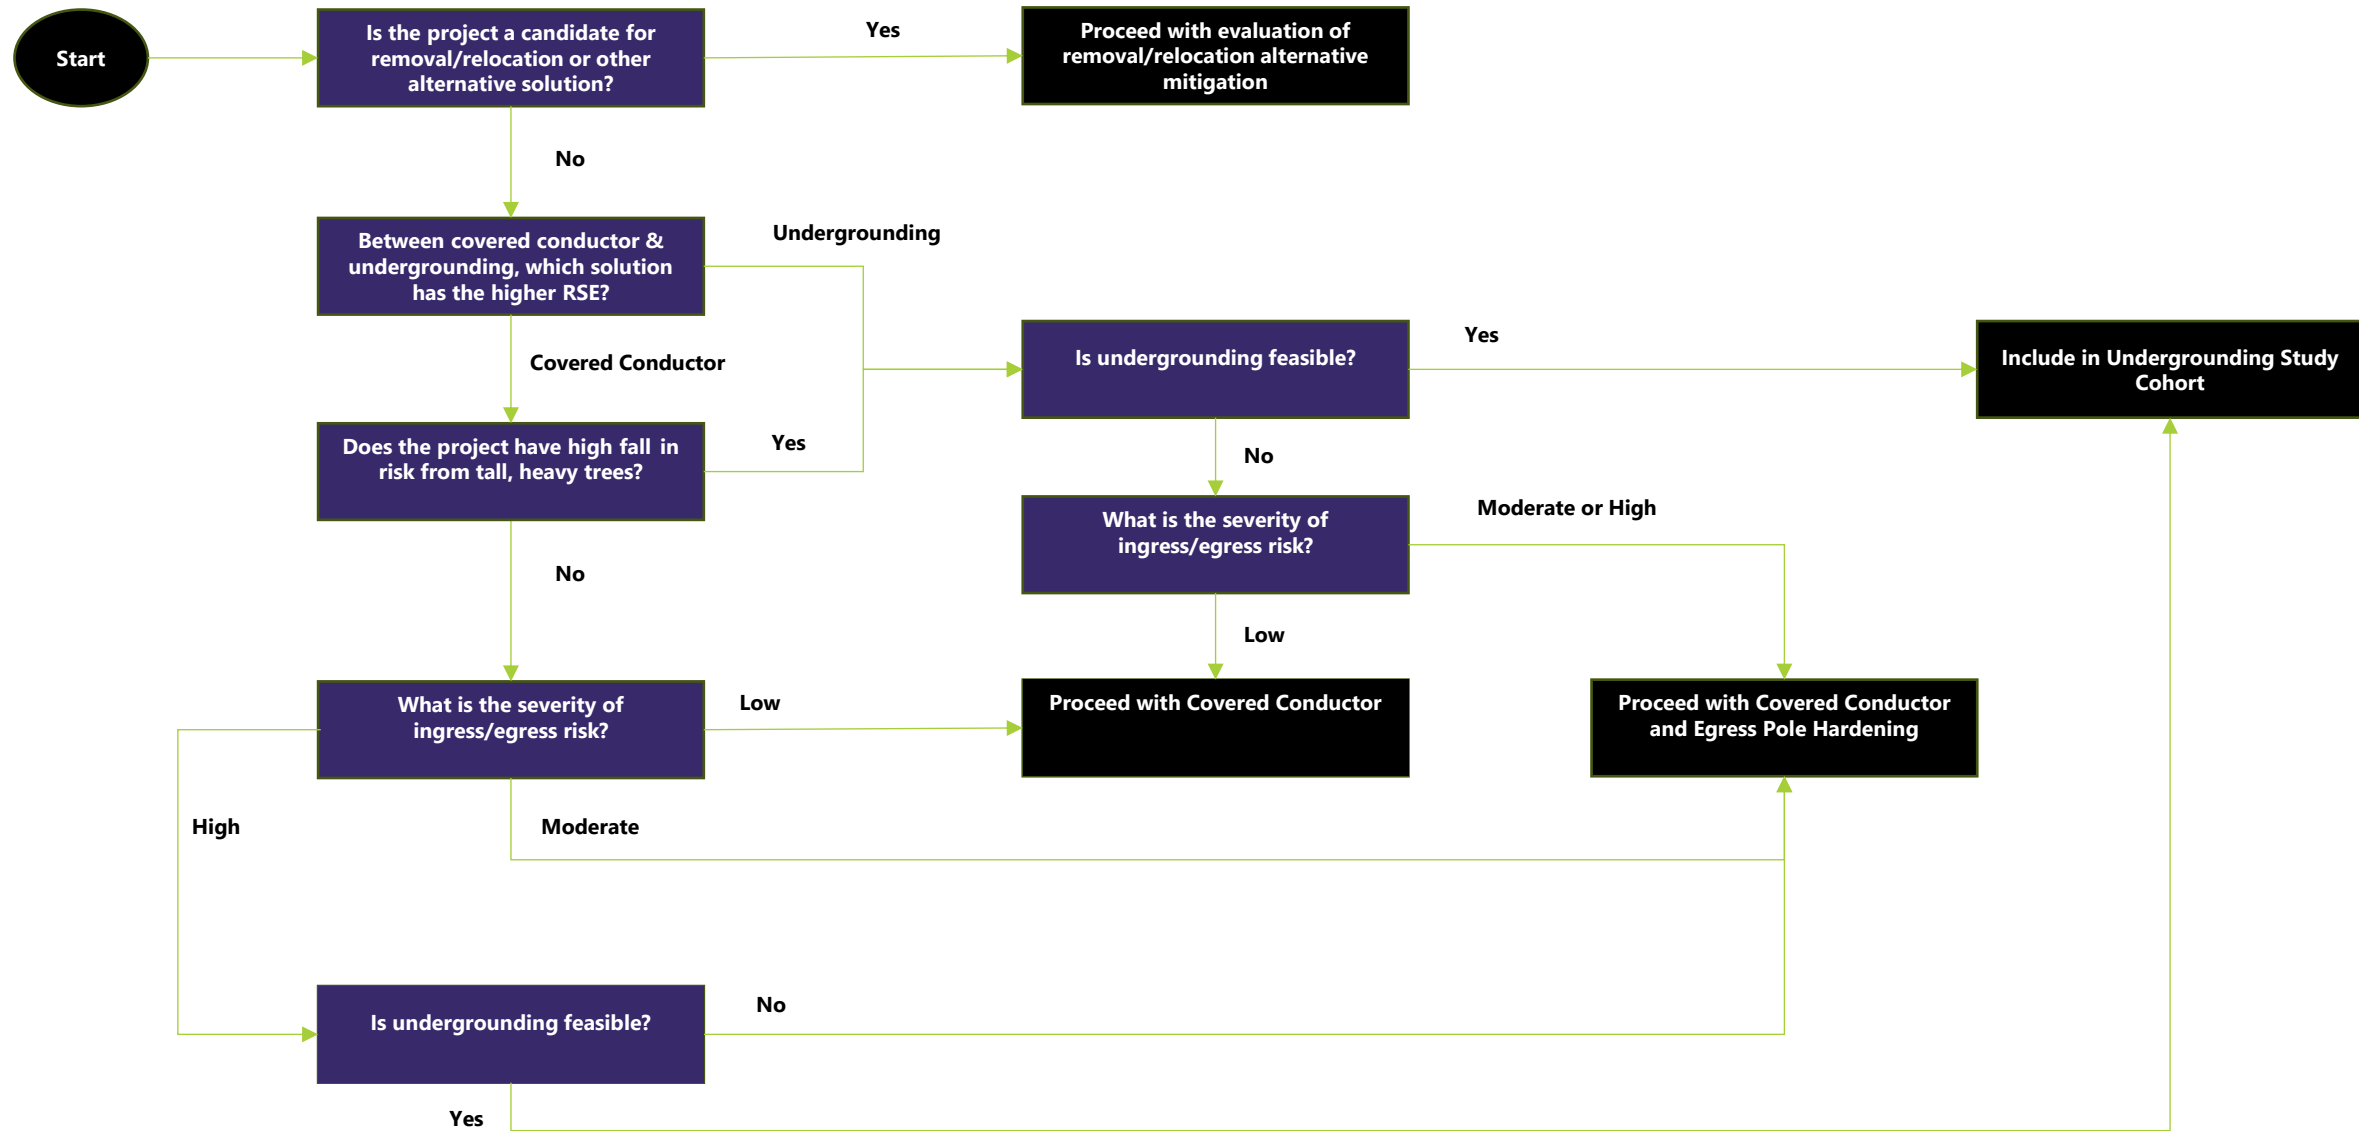 Start
Is the project a candidate for
removal/relocation or other
alternative solution?
Yes
Proceed with evaluation of
removal/relocation alternative
mitigation
No
Between covered conductor &
undergrounding, which solution
has the higher RSE?
Undergrounding
Covered Conductor
Is undergrounding feasible?
Yes
Include in Undergrounding Study
Cohort
Does the project have high fall in
risk from tall, heavy trees?
Yes
No
What is the severity of
ingress/egress risk?
Moderate or High
No
Low
What is the severity of
ingress/egress risk?
Low
Proceed with Covered Conductor
Proceed with Covered Conductor
and Egress Pole Hardening
High
Moderate
Is undergrounding feasible?
No
Yes